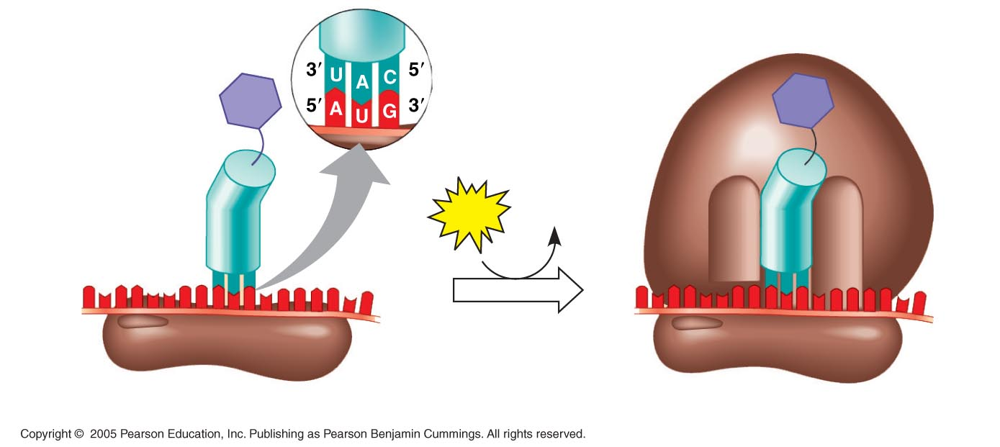 3′ U A C 5′
5′ A U G 3′
Copyright © 2005 Pearson Education, Inc. Publishing as Pearson Benjamin Cummings. All rights reserved.